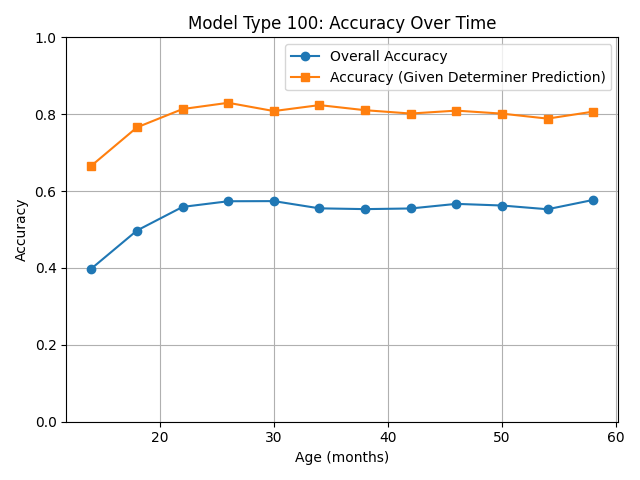 Model Type 100: Accuracy Over Time
Overall Accuracy
Accuracy (Given Determiner Prediction)
Accuracy
1.0
0.8
0.6
0.4
0.2
0.0
20 30 40 50 60
Age (months)